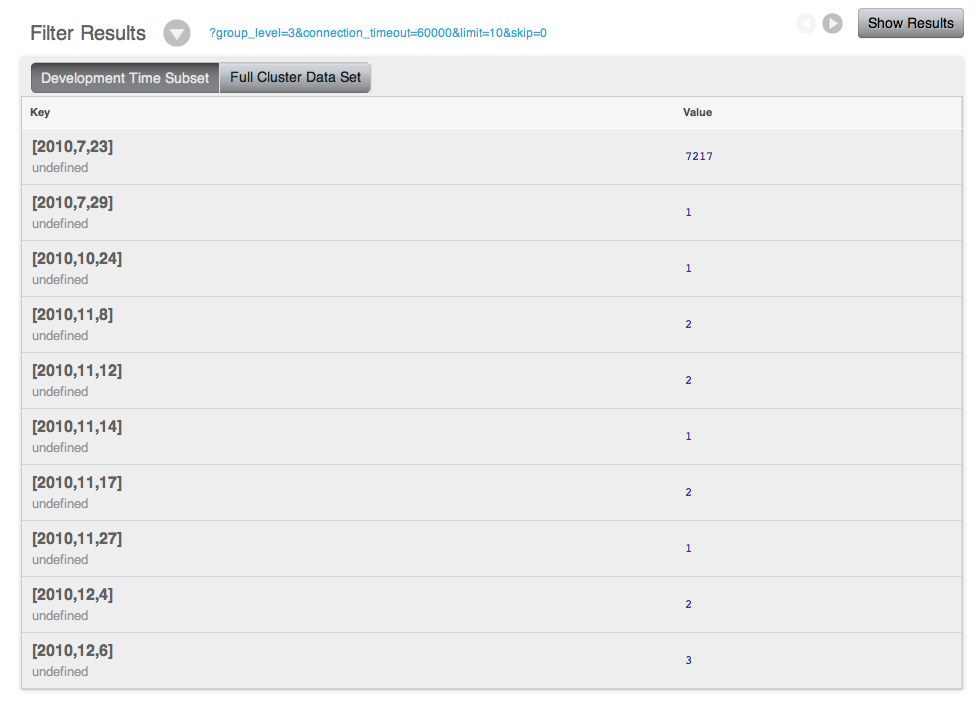 Filter Results ?group_level=3&connection_timeout=60000&limit=10&skip=0 Show Results
Development Time Subset Full Cluster Data Set
Key Value
[2010,7,23]
undefined
7217
[2010,7,29]
undefined
1
[2010,10,24]
undefined
1
[2010,11,8]
undefined
2
[2010,11,12]
undefined
2
[2010,11,14]
undefined
1
[2010,11,17]
undefined
2
[2010,11,27]
undefined
1
[2010,12,4]
undefined
2
[2010,12,6]
undefined
3